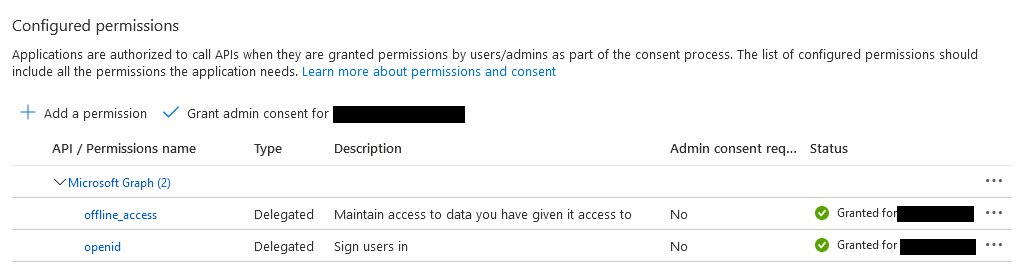 Configured permissions
Applications are authorized to call APIs when they are granted permissions by users/admins as part of the consent process. The list of configured permissions should
include all the permissions the application needs. Learn more about permissions and consent
Add a permission Grant admin consent for
API / Permissions name Type Description Admin consent req... Status
Microsoft Graph (2)
offline_access Delegated Maintain access to data you have given it access to No Granted for
openid Delegated Sign users in No Granted for